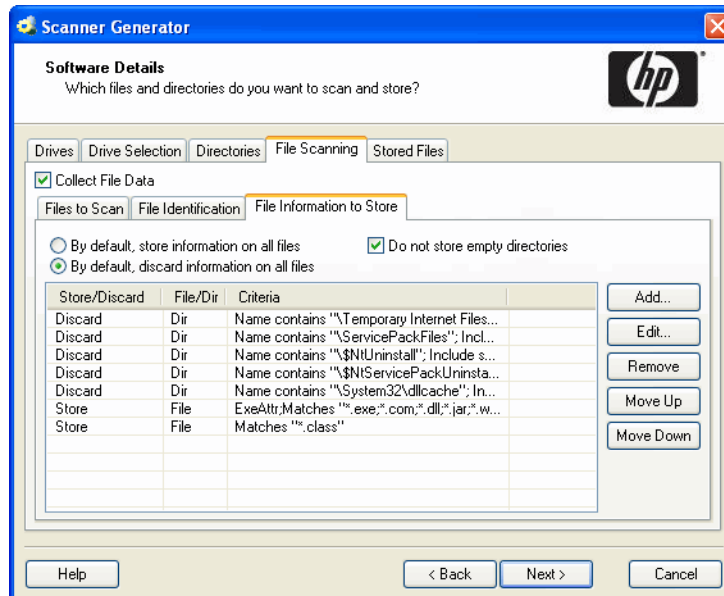 Scanner Generator
Software Details
Which files and directories do you want to scan and store?
hp
Drives Drive Selection Directories File Scanning Stored Files
Collect File Data
Files to Scan File Identification File Information to Store
By default, store information on all files Do not store empty directories
By default, discard information on all files
Store/Discard File/Dir Criteria
Discard Dir Name contains "\Temporary Internet Files...
Discard Dir Name contains "\ServicePackFiles"; Incl...
Discard Dir Name contains "\$NtUninstall"; Include s...
Discard Dir Name contains "\$NtServicePackUninsta...
Discard Dir Name contains "\System32\dllcache"; In...
Store File ExeAttr;Matches "*.exe;*.com;*.dll;*.jar;*.w...
Store File Matches "*.class"
Add...
Edit...
Remove
Move Up
Move Down
Help < Back Next > Cancel